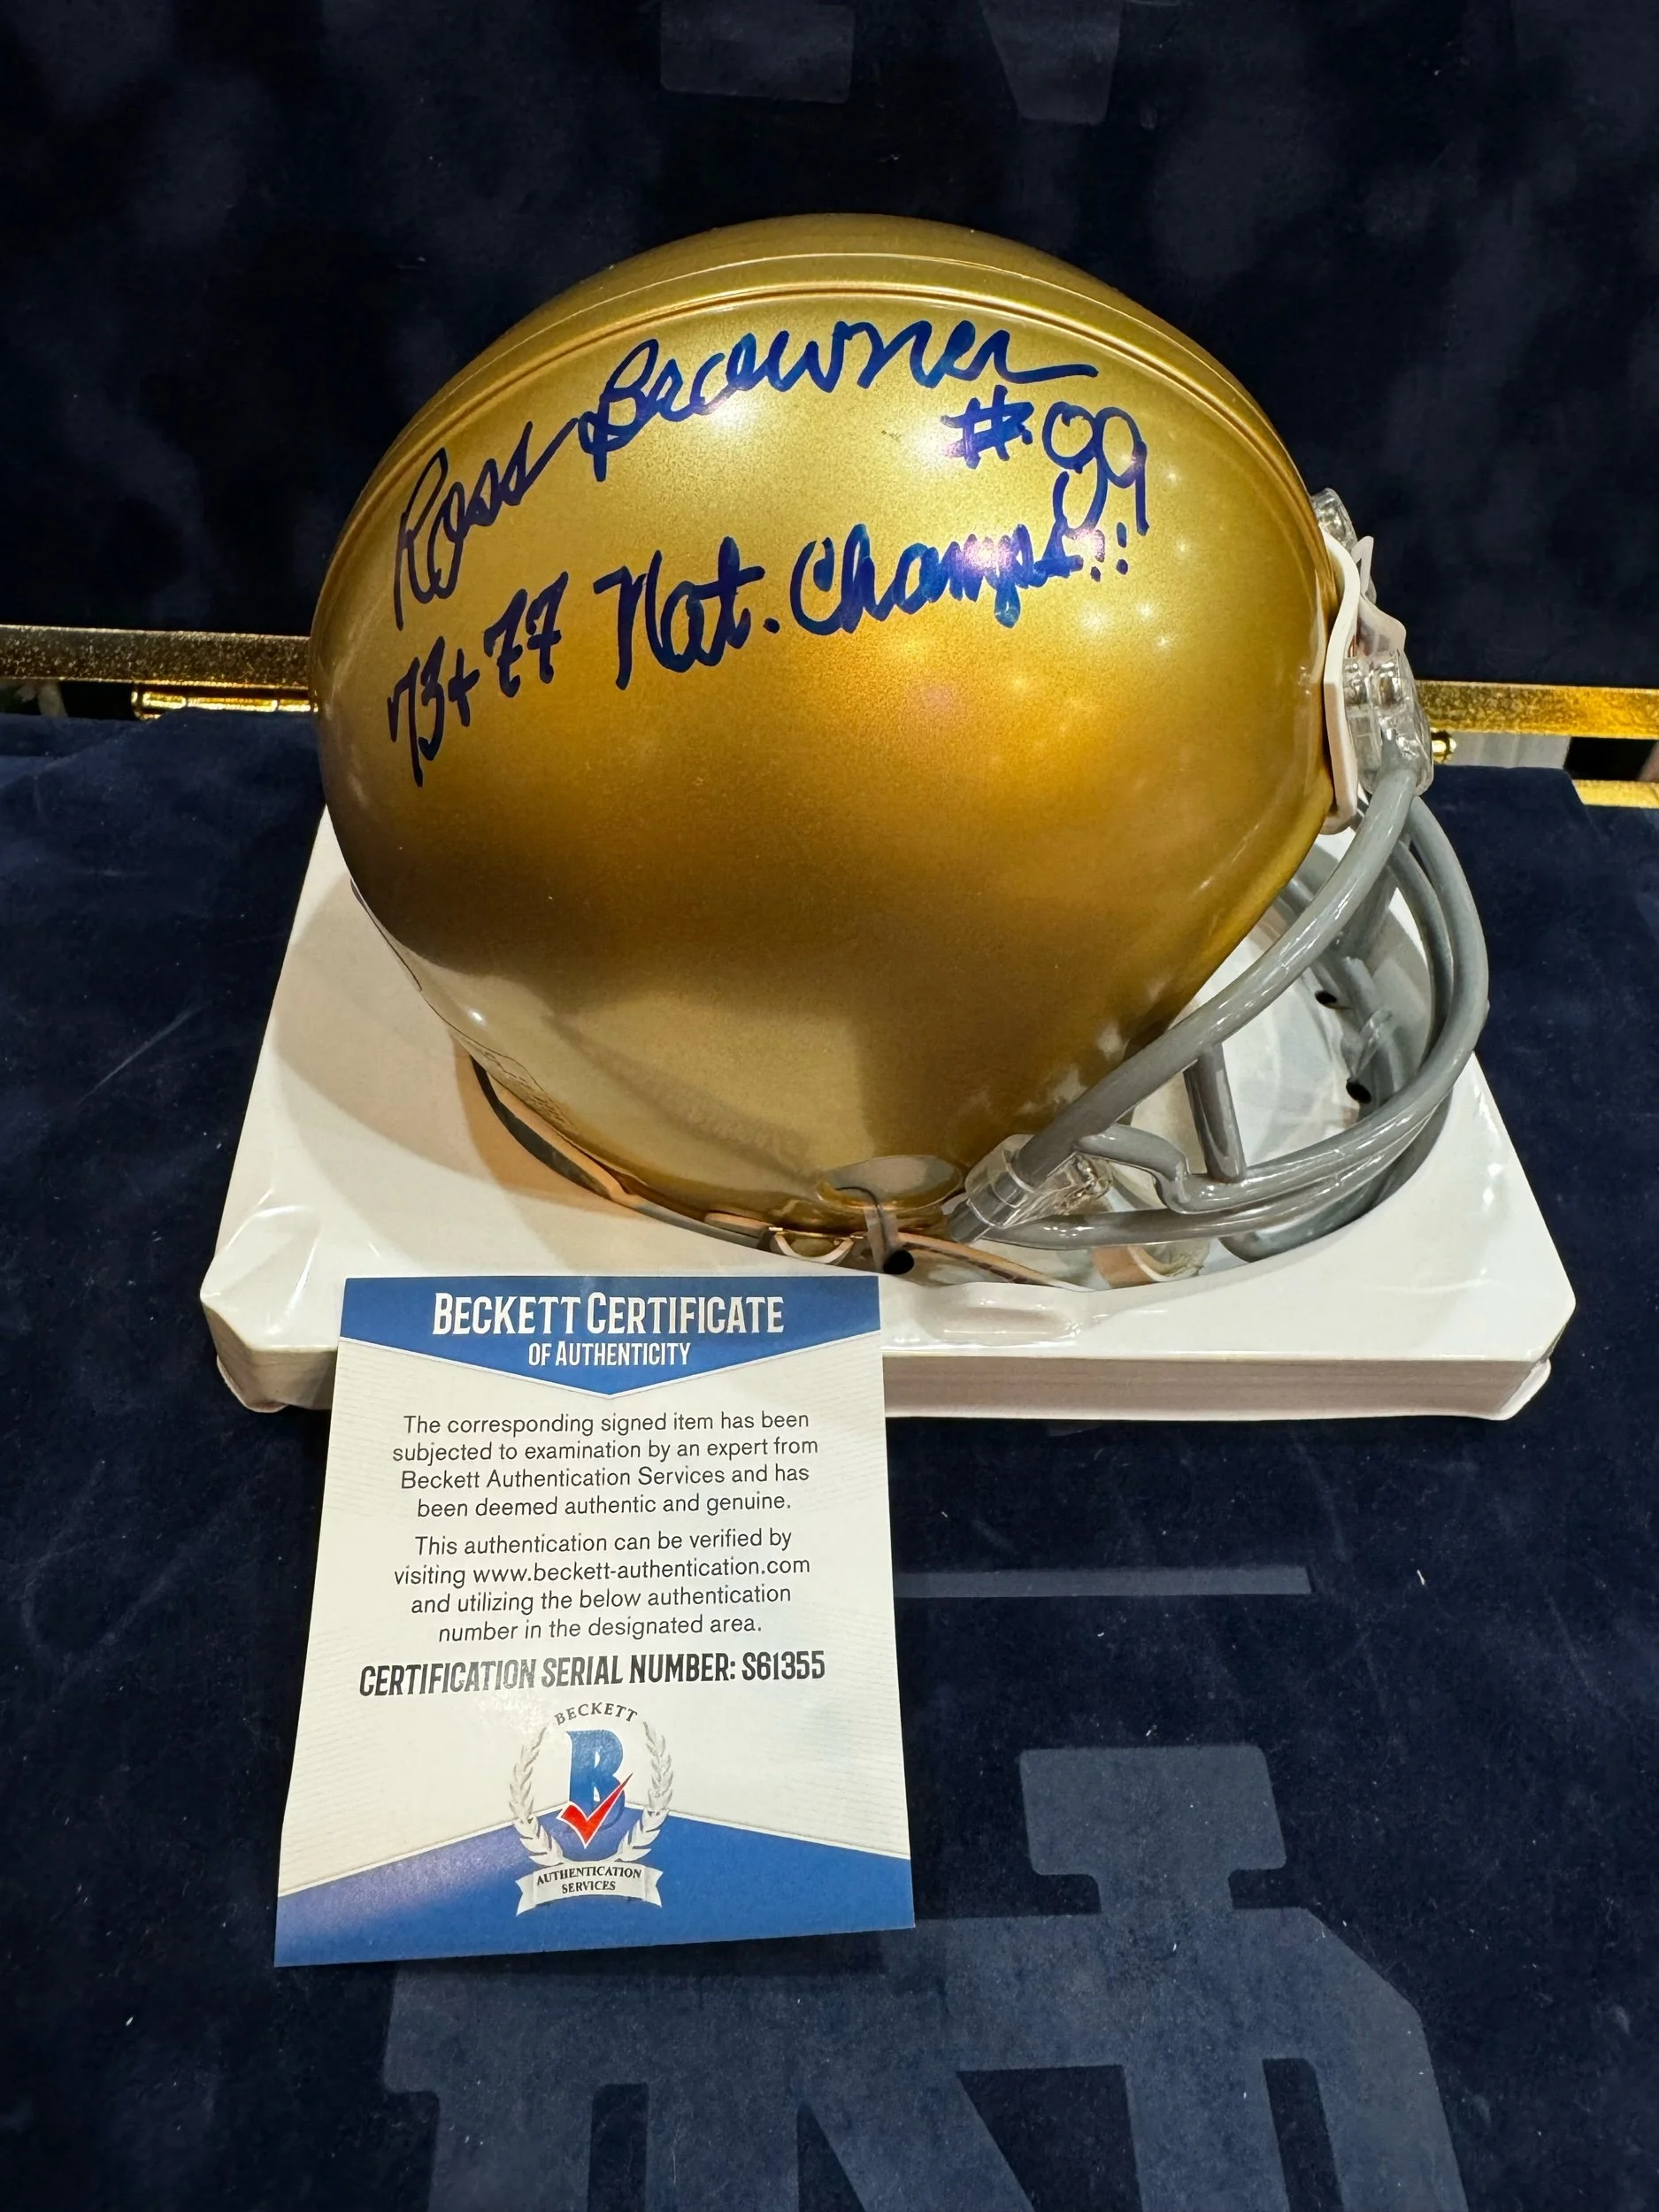 Ross Browner
#89
73+77 Nat. Champs!!
BECKETT CERTIFICATE
OF AUTHENTICITY
The corresponding signed item has been
subjected to examination by an expert from
Beckett Authentication Services and has
been deemed authentic and genuine.
This authentication can be verified by
visiting www.beckett-authentication.com
and utilizing the below authentication
number in the designated area.
CERTIFICATION SERIAL NUMBER: S61355
BECKETT
B
AUTHENTICATION
SERVICES
ND